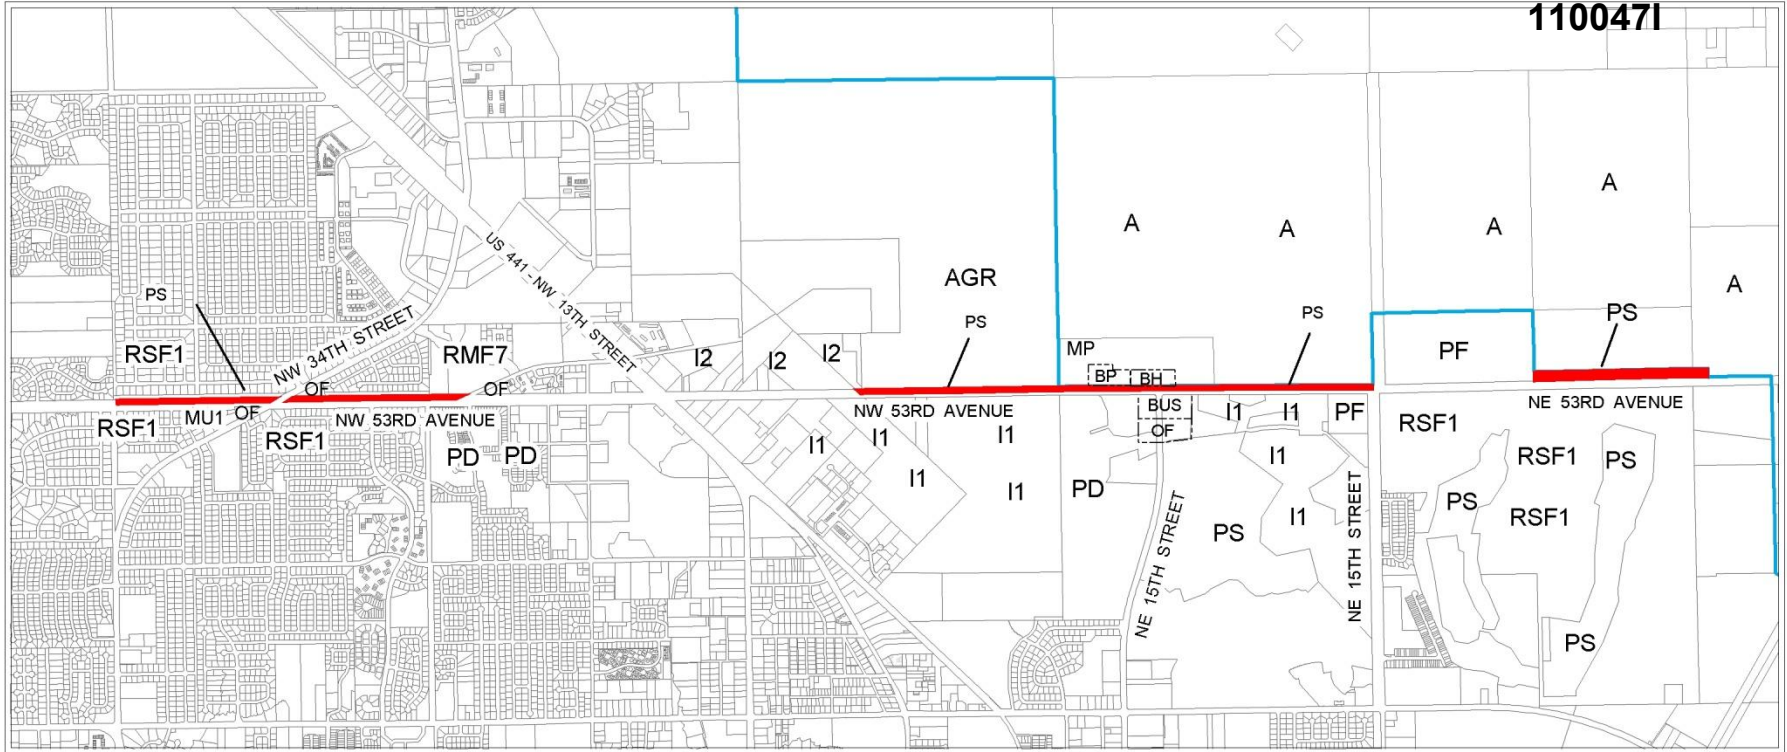 110047I
A
A
A
A
A
AGR
US 441 - NW 13TH STREET
PS
NW 34TH STREET
PS
PS
PS
RSF1
RMF7
I2
I2
I2
MP
PF
BP
BH
OF
OF
MU1
OF
RSF1
NW 53RD AVENUE
RSF1
NW 53RD AVENUE
BUS
OF
I1
I1
PF
NE 53RD AVENUE
RSF1
PD
PD
I1
I1
I1
I1
I1
I1
PD
I1
RSF1
PS
PS
RSF1
PS
I1
NE 15TH STREET
NE 15TH STREET
PS